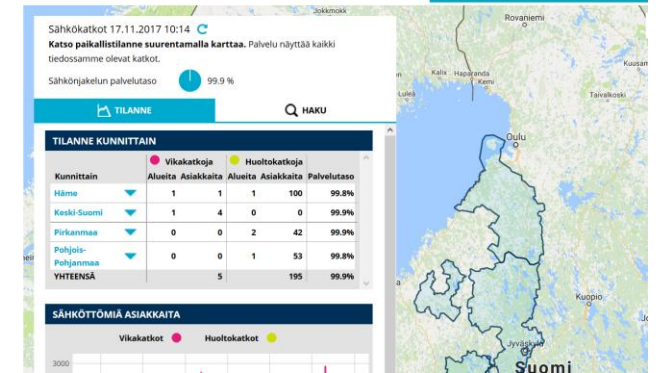 Sähkökatkot 17.11.2017 10:14
Katso paikallistilanne suurentamalla karttaa. Palvelu näyttää kaikki
tiedossamme olevat katkot.
Sähkönjakelun palvelutaso 99.9 %
TILANNE HAKU
TILANNE KUNNITTAIN
Vikakatkoja Huoltokatkoja
Kunnittain Alueita Asiakkaita Alueita Asiakkaita Palvelutaso
Häme 1 1 1 100 99.8%
Keski-Suomi 1 4 0 0 99.9%
Pirkanmaa 0 0 2 42 99.9%
Pohjois-
Pohjanmaa 0 0 1 53 99.8%
YHTEENSÄ 5 195 99.9%
SÄHKÖTTÖMIÄ ASIAKKAITA
Vikakatkot Huoltokatkot
3000
Jokkmokk
Rovaniemi
Kuusam
Kalix Haparanda
Kemi
Luleå
Taivalkoski
Oulu
Kuopio
Jyväskylä
Suomi